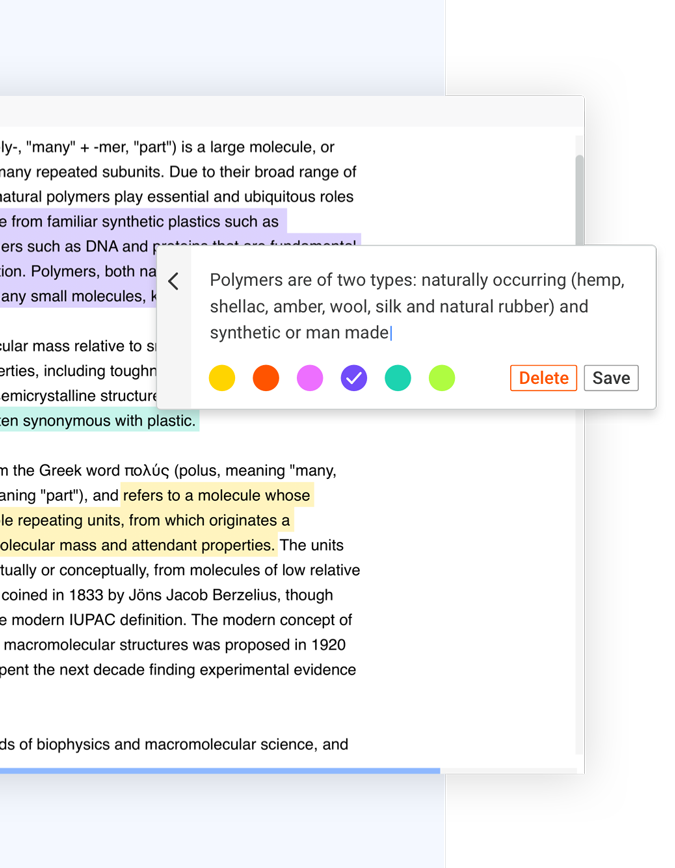 ly-, "many" + -mer, "part") is a large molecule, or
many repeated subunits. Due to their broad range of
natural polymers play essential and ubiquitous roles
e from familiar synthetic plastics such as
ers such as DNA and proteins that are fundamental
tion. Polymers, both na
any small molecules, k
Polymers are of two types: naturally occurring (hemp,
shellac, amber, wool, silk and natural rubber) and
synthetic or man made
Delete
Save
cular mass relative to s
erties, including toughn
emicrystalline structure
ten synonymous with plastic.
m the Greek word πολύς (polus, meaning "many,
aning "part"), and refers to a molecule whose
le repeating units, from which originates a
olecular mass and attendant properties. The units
tually or conceptually, from molecules of low relative
coined in 1833 by Jöns Jacob Berzelius, though
e modern IUPAC definition. The modern concept of
macromolecular structures was proposed in 1920
pent the next decade finding experimental evidence
ds of biophysics and macromolecular science, and